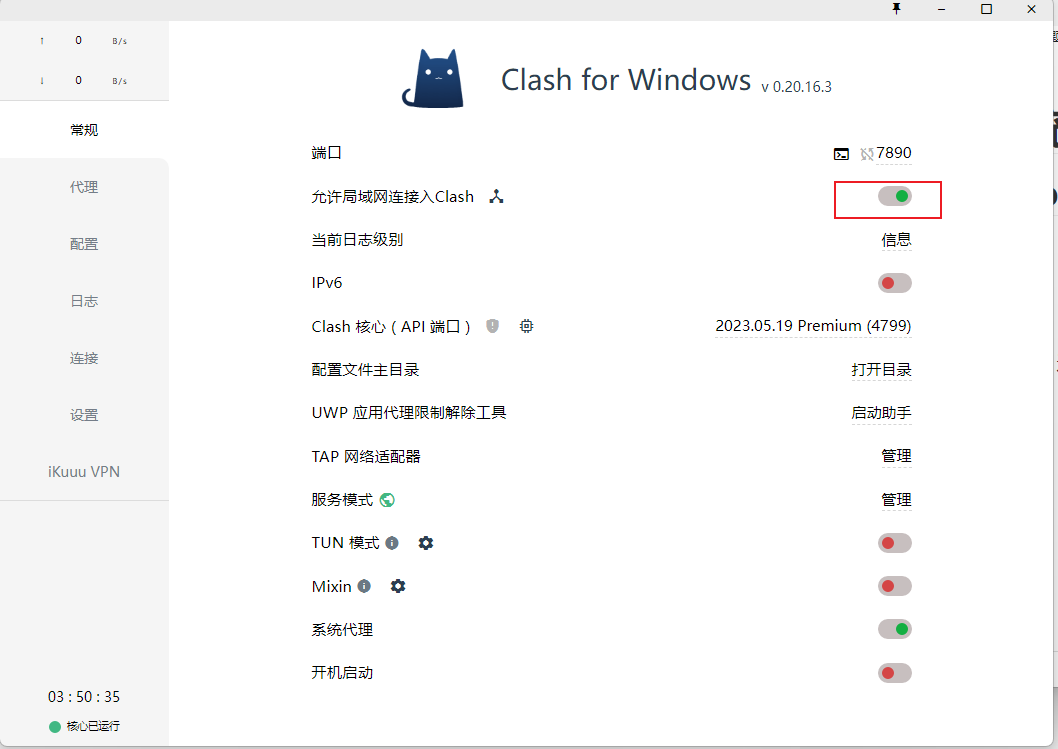 ↑ 0 B/s
↓ 0 B/s
常规
代理
配置
日志
连接
设置
iKuuu VPN
03 : 50 : 35
核心已运行
Clash for Windows v 0.20.16.3
端口 7890
允许局域网连接入Clash
当前日志级别 信息
IPv6
Clash 核心 ( API 端口 ) 2023.05.19 Premium (4799)
配置文件主目录 打开目录
UWP 应用代理限制解除工具 启动助手
TAP 网络适配器 管理
服务模式 管理
TUN 模式
Mixin
系统代理
开机启动